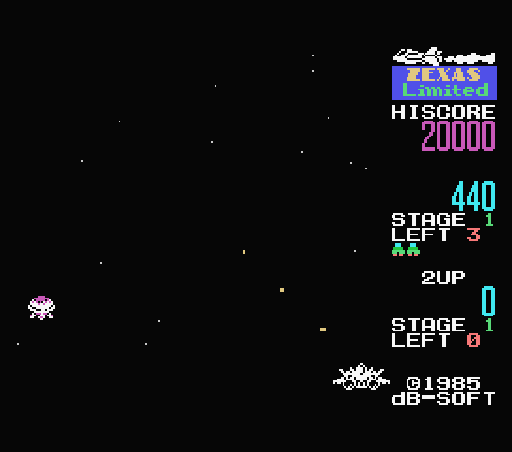 ZEXAS
Limited
HISCORE
20000
440
STAGE 1
LEFT 3
2UP
0
STAGE 1
LEFT 0
©1985
dB-SOFT